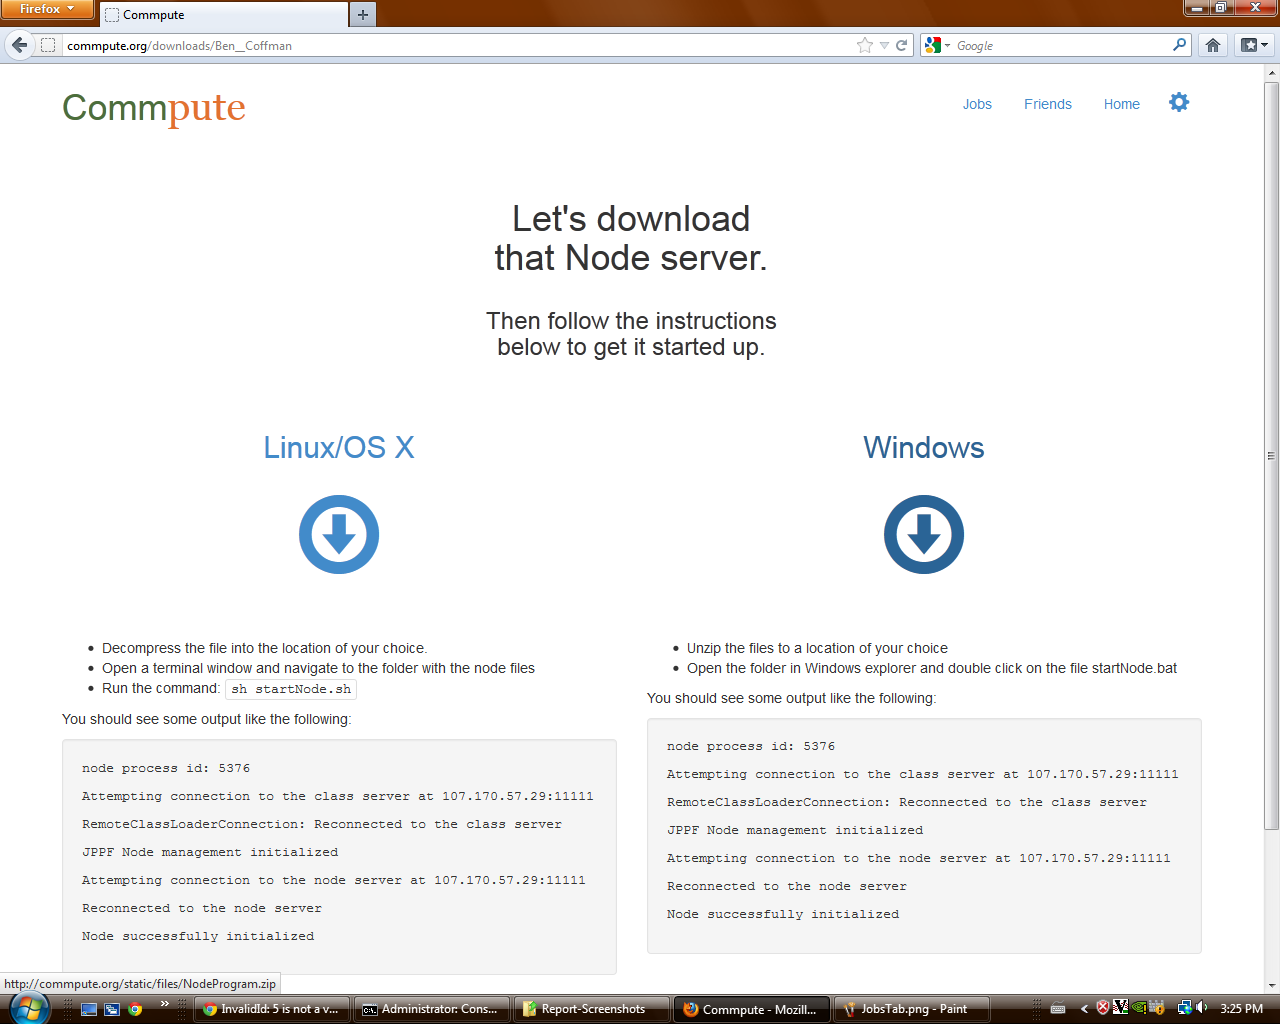 Firefox
Commpute
commpute.org/downloads/Ben__Coffman
Google
Commpute
Jobs
Friends
Home
Let's download
that Node server.
Then follow the instructions
below to get it started up.
Linux/OS X
Decompress the file into the location of your choice.
Open a terminal window and navigate to the folder with the node files
Run the command: sh startNode.sh
You should see some output like the following:
node process id: 5376
Attempting connection to the class server at 107.170.57.29:11111
RemoteClassLoaderConnection: Reconnected to the class server
JPPF Node management initialized
Attempting connection to the node server at 107.170.57.29:11111
Reconnected to the node server
Node successfully initialized
Windows
Unzip the files to a location of your choice
Open the folder in Windows explorer and double click on the file startNode.bat
You should see some output like the following:
node process id: 5376
Attempting connection to the class server at 107.170.57.29:11111
RemoteClassLoaderConnection: Reconnected to the class server
JPPF Node management initialized
Attempting connection to the node server at 107.170.57.29:11111
Reconnected to the node server
Node successfully initialized
http://commpute.org/static/files/NodeProgram.zip
InvalidId: 5 is not a v...
Administrator: Cons...
Report-Screenshots
Commpute - Mozill...
JobsTab.png - Paint
3:25 PM